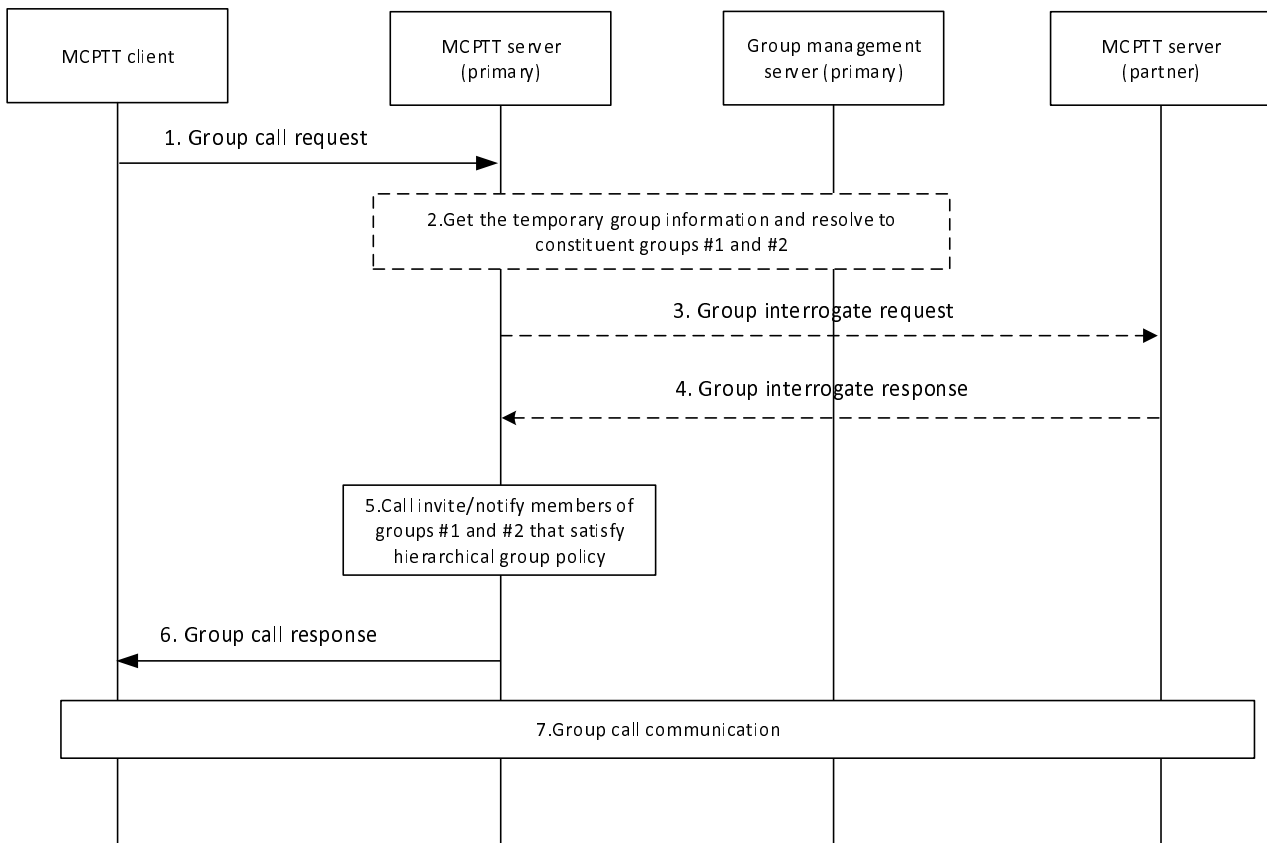 MCPTT client
MCPTT server
(primary)
Group management
server (primary)
MCPTT server
(partner)
1. Group call request
2.Get the temporary group information and resolve to
constituent groups #1 and #2
3. Group interrogate request
4. Group interrogate response
5.Call invite/notify members of
groups #1 and #2 that satisfy
hierarchical group policy
6. Group call response
7.Group call communication